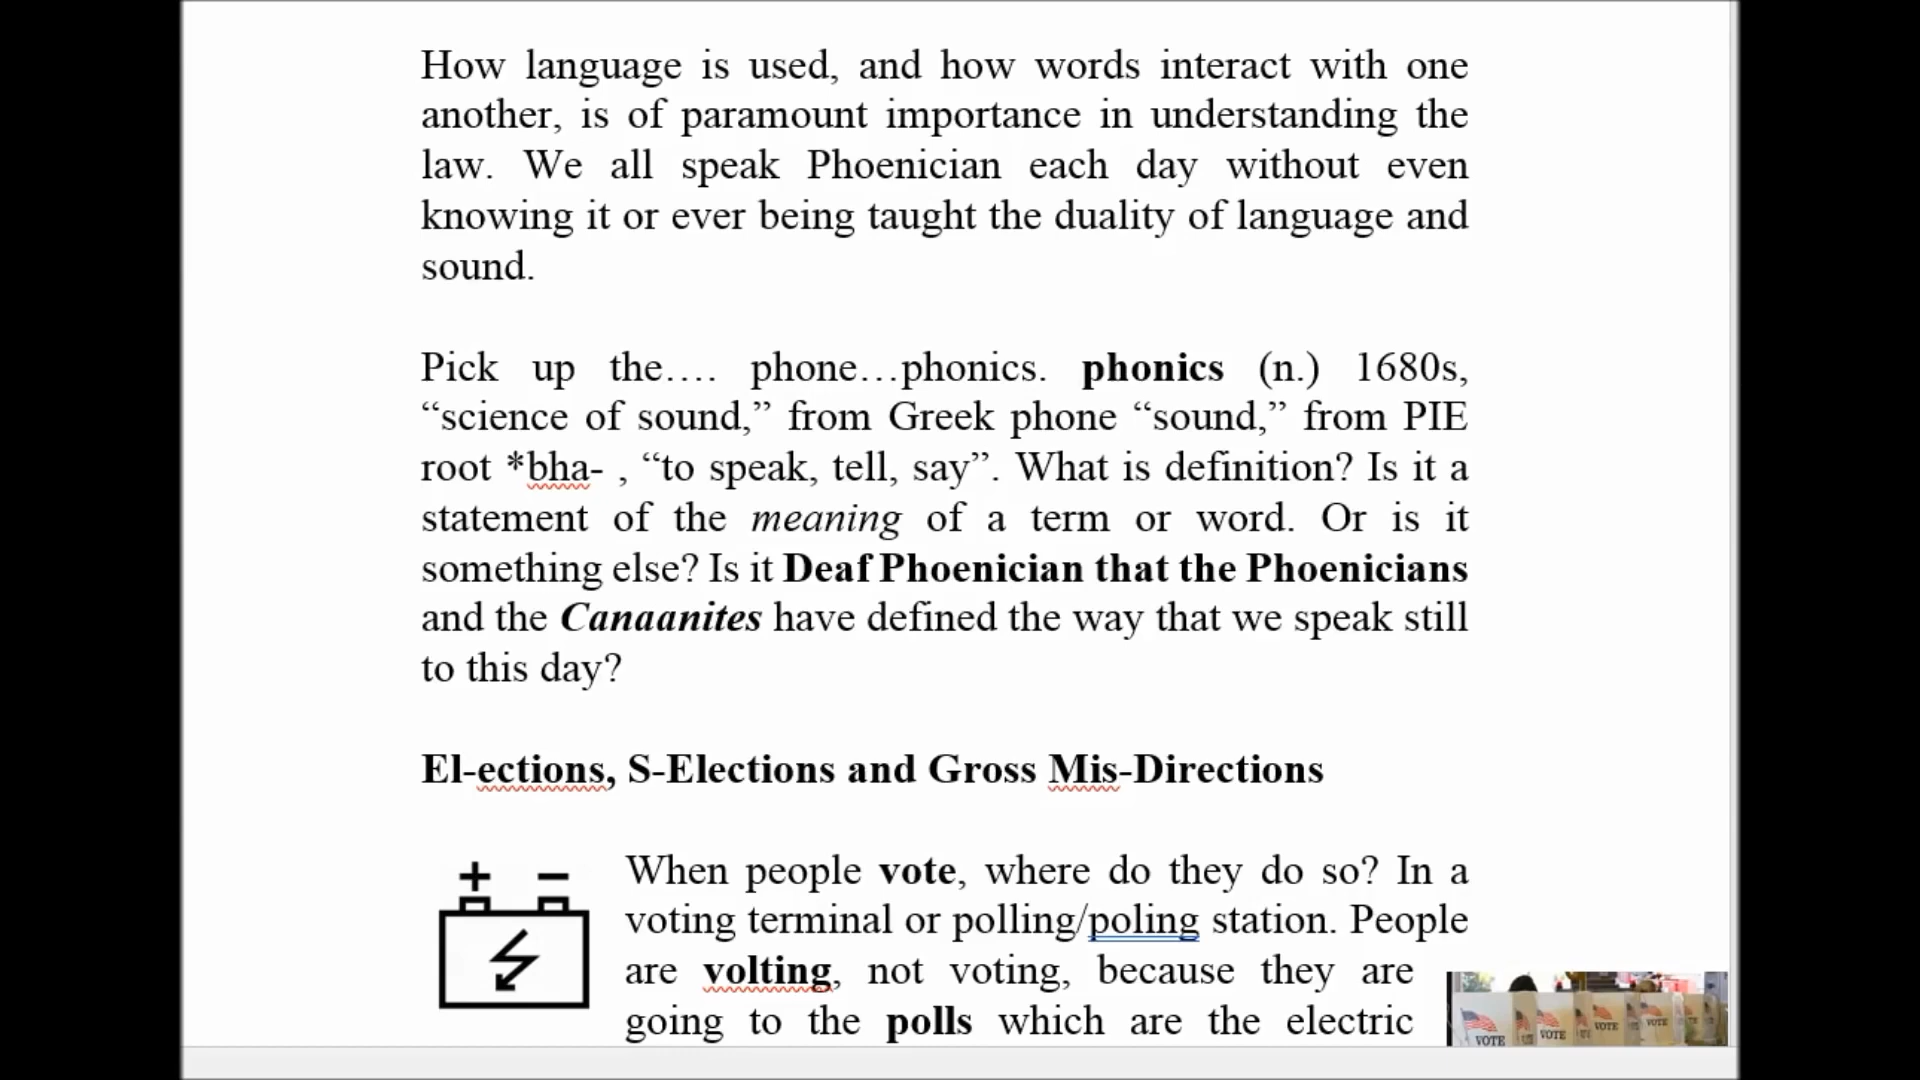 How language is used, and how words interact with one
another, is of paramount importance in understanding the
law. We all speak Phoenician each day without even
knowing it or ever being taught the duality of language and
sound.
Pick up the…. phone…phonics. phonics (n.) 1680s,
“science of sound,” from Greek phone “sound,” from PIE
root *bha- , “to speak, tell, say”. What is definition? Is it a
statement of the meaning of a term or word. Or is it
something else? Is it Deaf Phoenician that the Phoenicians
and the Canaanites have defined the way that we speak still
to this day?
El-ections, S-Elections and Gross Mis-Directions
+ −
When people vote, where do they do so? In a
voting terminal or polling/poling station. People
are volting, not voting, because they are
going to the polls which are the electric
VOTE VOTE VOTE VOTE